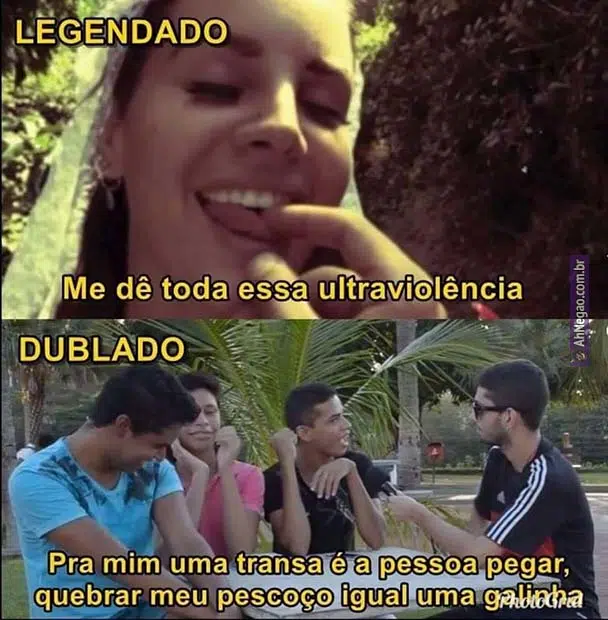 LEGENDADO
Me dê toda essa ultraviolência
AhNegao.com.br
DUBLADO
Pra mim uma transa é a pessoa pegar,
quebrar meu pescoço igual uma galinha
PhotoGrid